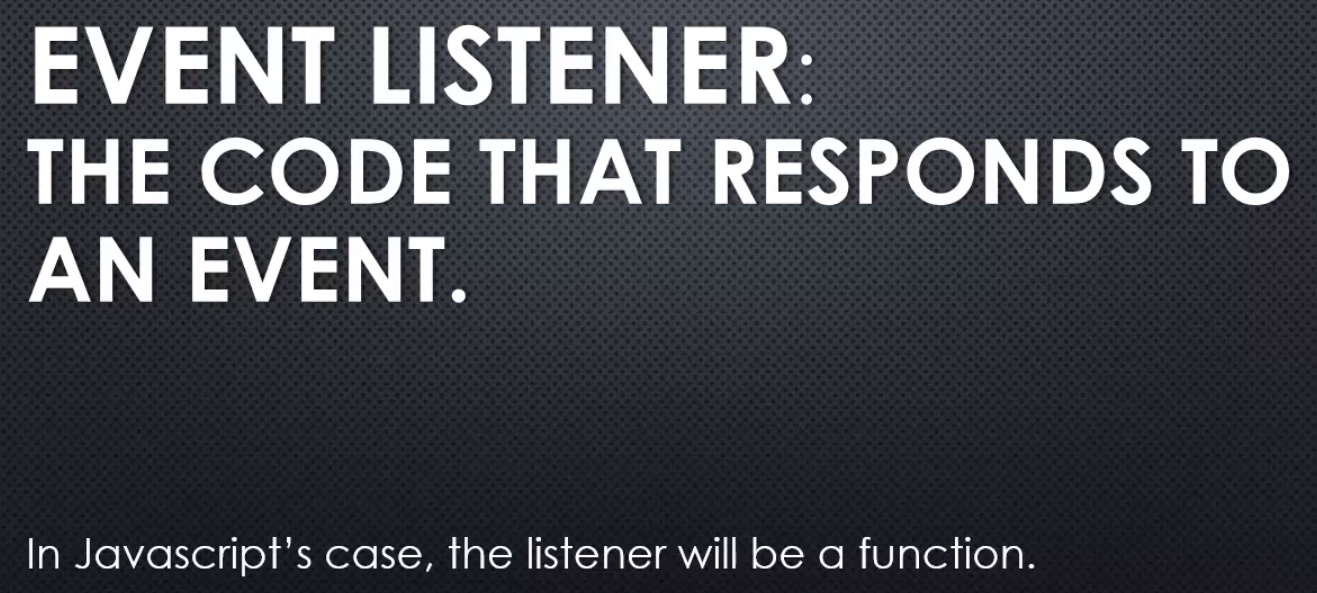 EVENT LISTENER:
THE CODE THAT RESPONDS TO
AN EVENT.
In Javascript’s case, the listener will be a function.